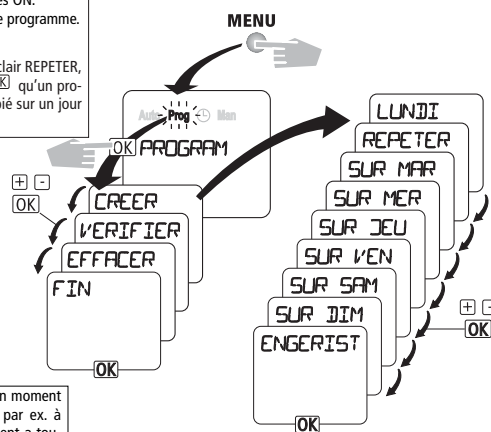 es ON.
e programme.
clair REPETER,
OK qu'un pro-
pié sur un jour
MENU
Auto Prog Man
OK PROGRAM
+ -
OK
CREER
VERIFIER
EFFACER
FIN
OK
LUNDI
REPETER
SUR MAR
SUR MER
SUR JEU
SUR VEN
SUR SAM
SUR DIM
ENGERIST
+ -
OK
OK
n moment
par ex. à
ent a tou-